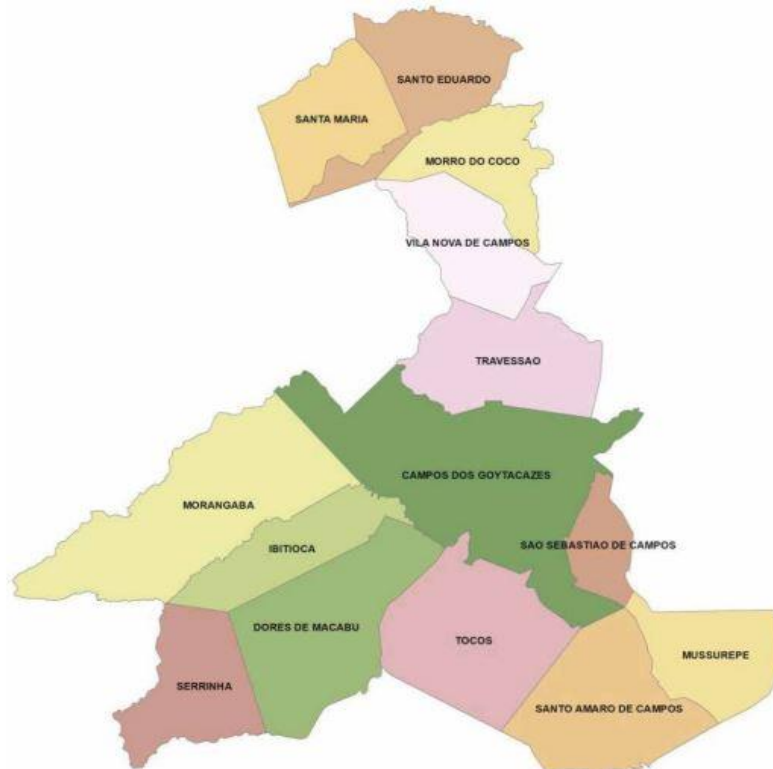 SANTO EDUARDO
SANTA MARIA
MORRO DO COCO
VILA NOVA DE CAMPOS
TRAVESSAO
CAMPOS DOS GOYTACAZES
MORANGABA
IBITIOCA
SAO SEBASTIAO DE CAMPOS
DORES DE MACABU
TOCOS
MUSSUREPE
SERRINHA
SANTO AMARO DE CAMPOS